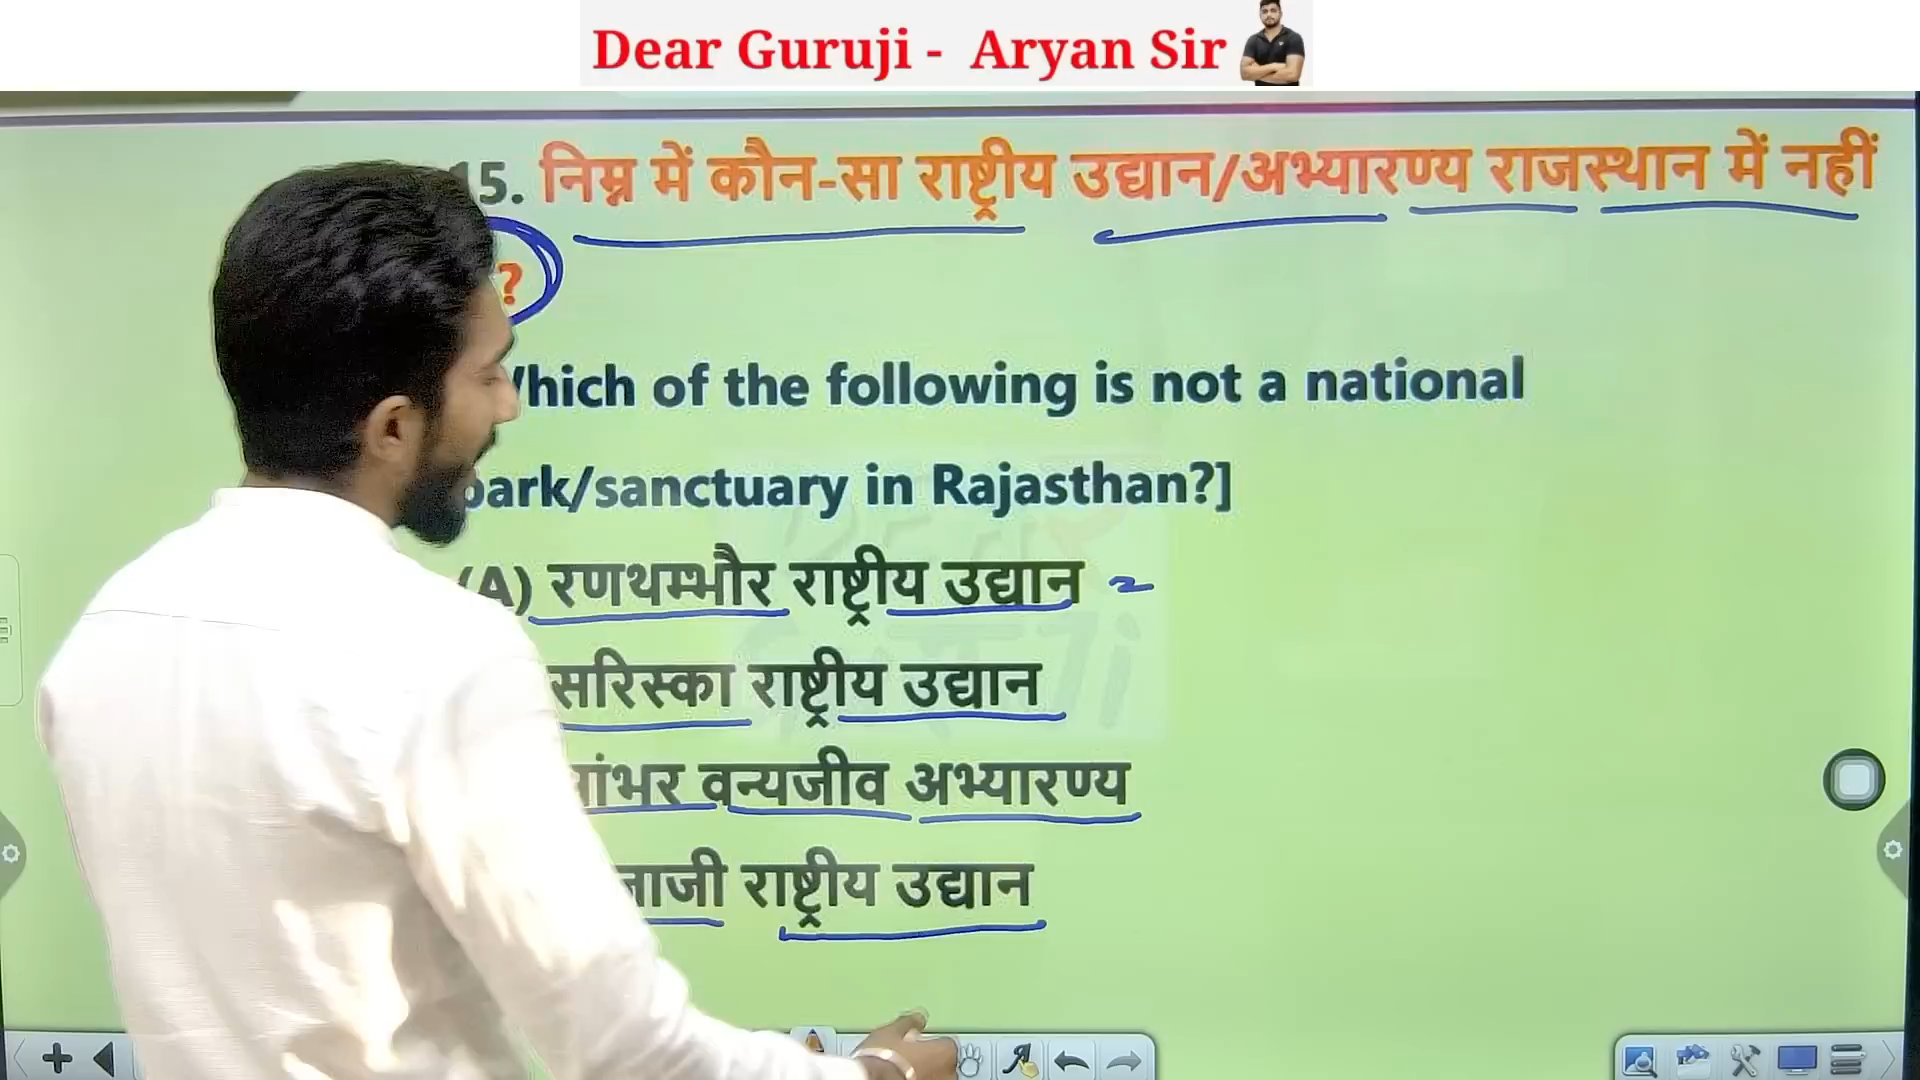 Dear Guruji - Aryan Sir
15. निम्न में कौन-सा राष्ट्रीय उद्यान/अभ्यारण्य राजस्थान में नहीं
?
hich of the following is not a national
park/sanctuary in Rajasthan?]
(A) रणथम्भौर राष्ट्रीय उद्यान
सरिस्का राष्ट्रीय उद्यान
ांभर वन्यजीव अभ्यारण्य
जाजी राष्ट्रीय उद्यान